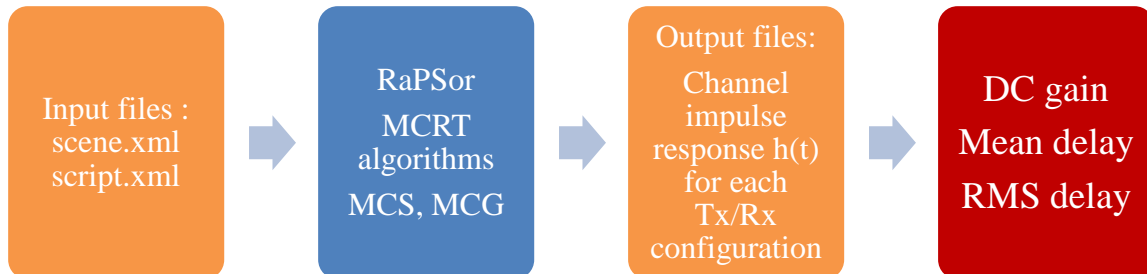 Input files :
scene.xml
script.xml
RaPSor
MCRT
algorithms
MCS, MCG
Output files:
Channel
impulse
response h(t)
for each
Tx/Rx
configuration
DC gain
Mean delay
RMS delay